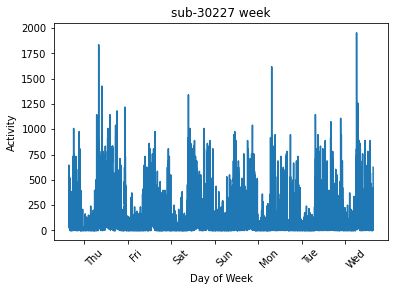 sub-30227 week
2000
1750
1500
1250
1000
750
500
250
0
Activity
Thu
Fri
Sat
Sun
Mon
Tue
Wed
Day of Week